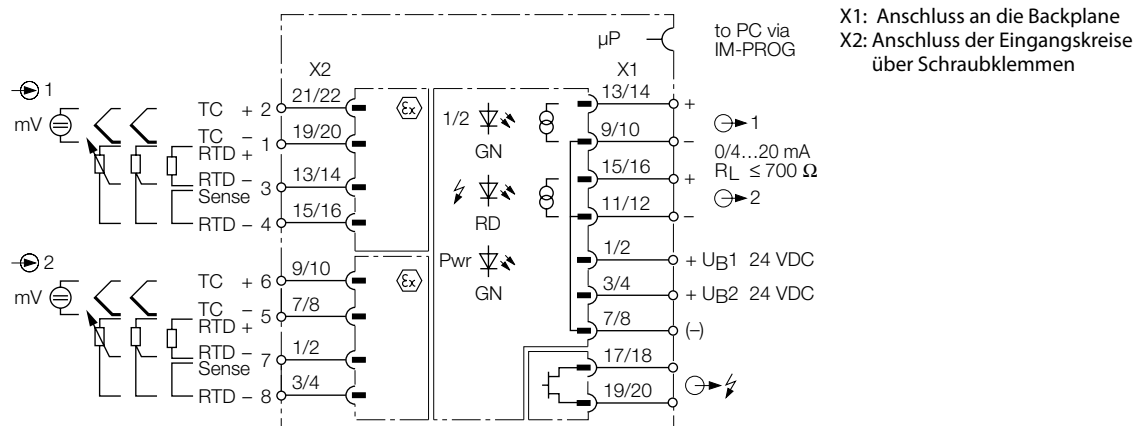 X1: Anschluss an die Backplane
X2: Anschluss der Eingangskreise
über Schraubklemmen
µP
to PC via
IM-PROG
X2
X1
1
mV
TC + 2 21/22
TC – 1 19/20
RTD +
RTD – 3 13/14
Sense
RTD – 4 15/16
εx
1/2
GN
RD
Pwr
GN
13/14 +
9/10 –
1
0/4...20 mA
RL ≤ 700 Ω
15/16 +
2
11/12 –
1/2 + UB1 24 VDC
3/4 + UB2 24 VDC
7/8 (–)
17/18
19/20
2
mV
TC + 6 9/10
TC – 5 7/8
RTD +
RTD – 7 1/2
Sense
RTD – 8 3/4
εx